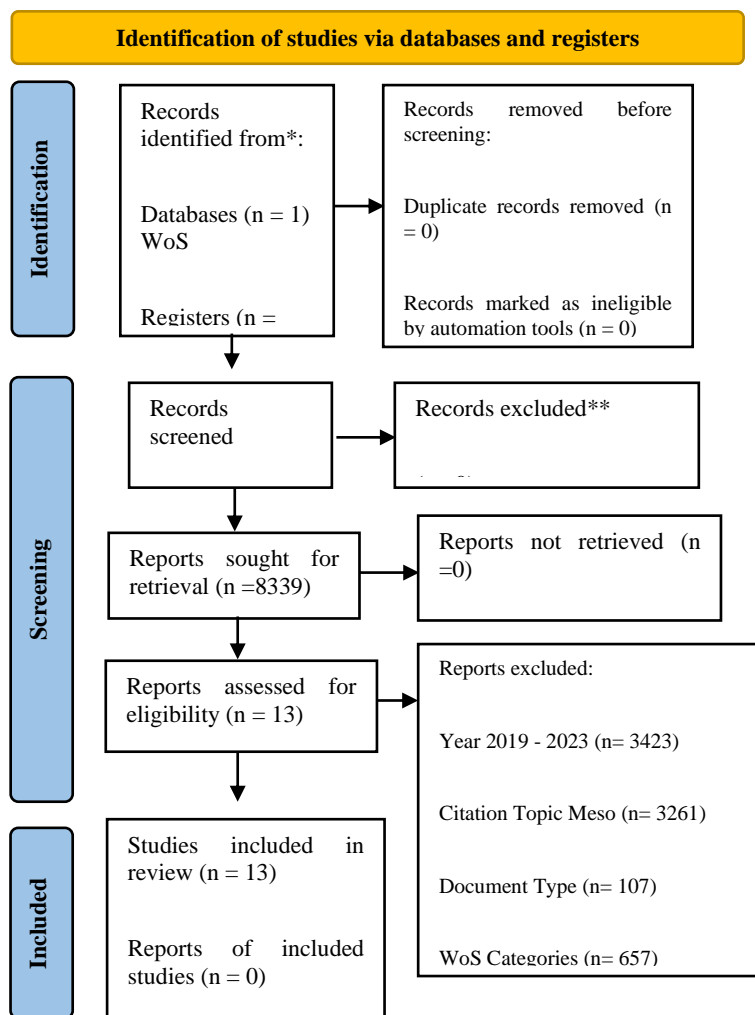 Identification of studies via databases and registers
Identification
Records
identified from*:
Databases (n = 1)
WoS
Registers (n =
Records removed before
screening:
Duplicate records removed (n
= 0)
Records marked as ineligible
by automation tools (n = 0)
Screening
Records
screened
Records excluded**
Reports sought for
retrieval (n =8339)
Reports not retrieved (n
=0)
Reports assessed for
eligibility (n = 13)
Reports excluded:
Year 2019 - 2023 (n= 3423)
Citation Topic Meso (n= 3261)
Document Type (n= 107)
WoS Categories (n= 657)
Included
Studies included in
review (n = 13)
Reports of included
studies (n = 0)